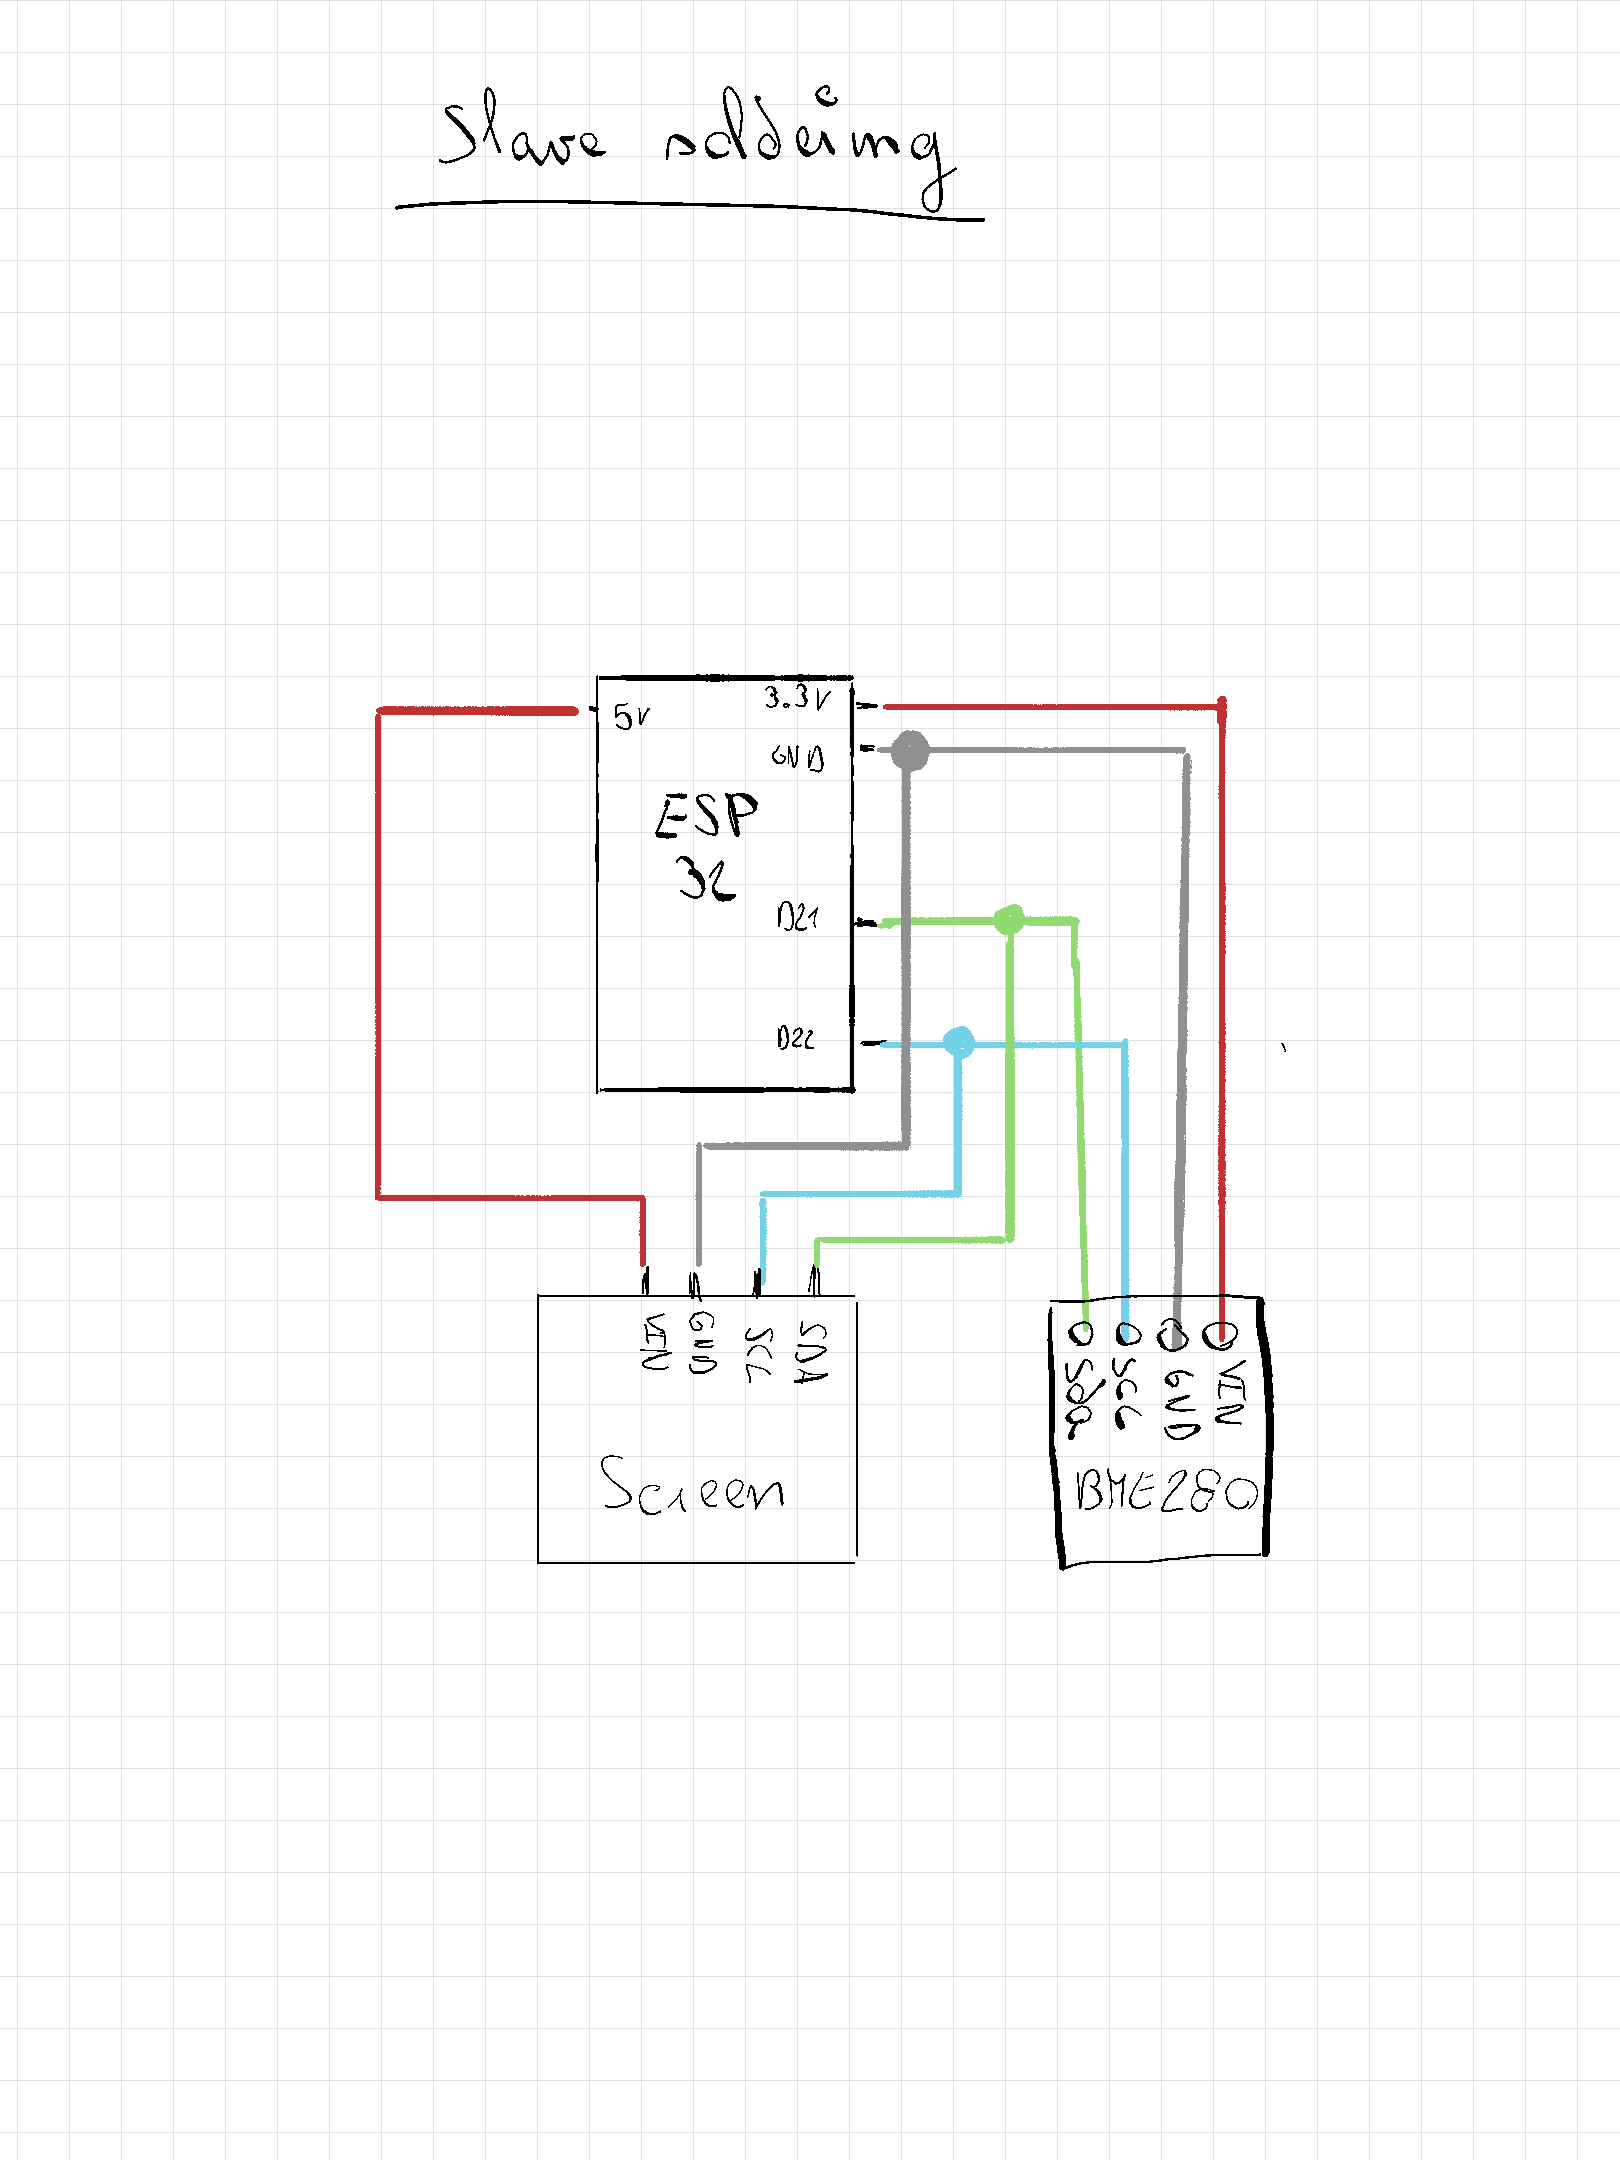 Slave soldering
5V
3.3V
GND
ESP
32
D21
D22
VIN
GND
SCL
SDA
Screen
SDA
SCL
GND
VIN
BME280